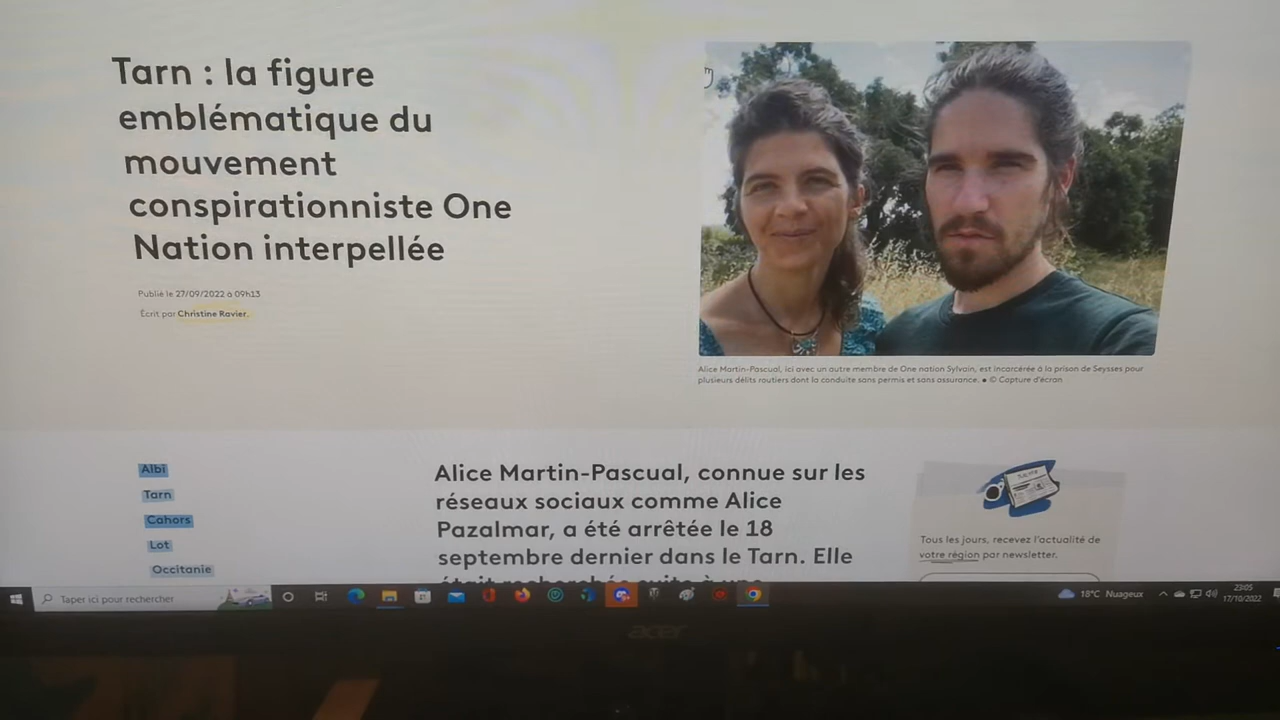 Tarn : la figure
emblématique du
mouvement
conspirationniste One
Nation interpellée
Publié le 27/09/2022 à 09h13
Écrit par Christine Ravier.
Alice Martin-Pascual, ici avec un autre membre de One nation Sylvain, est incarcérée à la prison de Seysses pour
plusieurs délits routiers dont la conduite sans permis et sans assurance. • © Capture d'écran
Albi
Tarn
Cahors
Lot
Occitanie
Alice Martin-Pascual, connue sur les
réseaux sociaux comme Alice
Pazalmar, a été arrêtée le 18
septembre dernier dans le Tarn. Elle
était recherchée suite à une
Tous les jours, recevez l'actualité de
votre région par newsletter.
Taper ici pour rechercher
18°C Nuageux
23:05
17/10/2022
acer